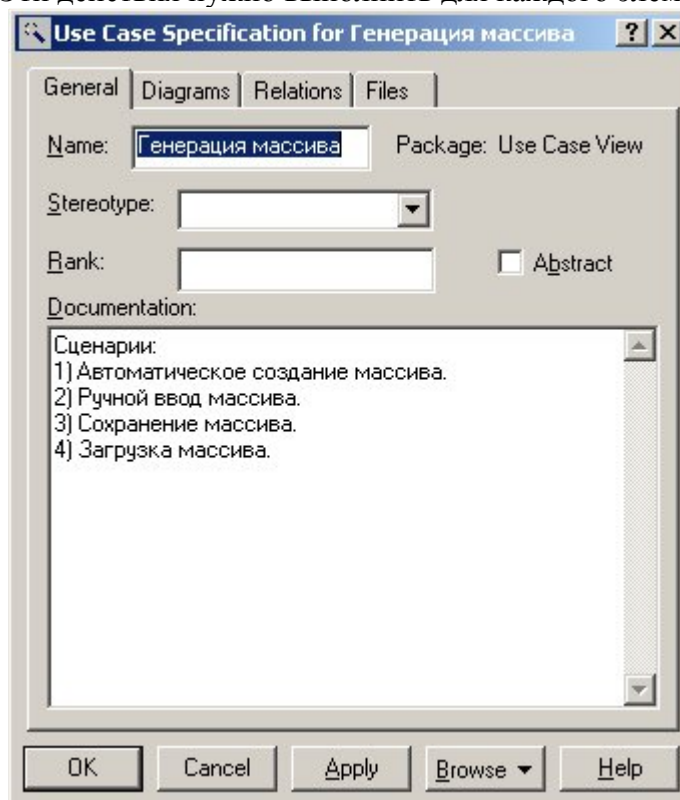 Use Case Specification for Генерация массива
General Diagrams Relations Files
Name: Генерация массива Package: Use Case View
Stereotype:
Rank: Abstract
Documentation:
Сценарии:
1) Автоматическое создание массива.
2) Ручной ввод массива.
3) Сохранение массива.
4) Загрузка массива.
OK Cancel Apply Browse Help